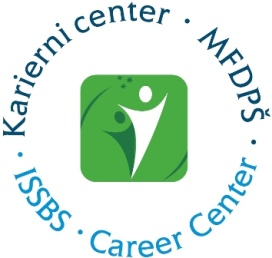 Karierni center · MFDPŠ ·
ISSBS · Career Center ·